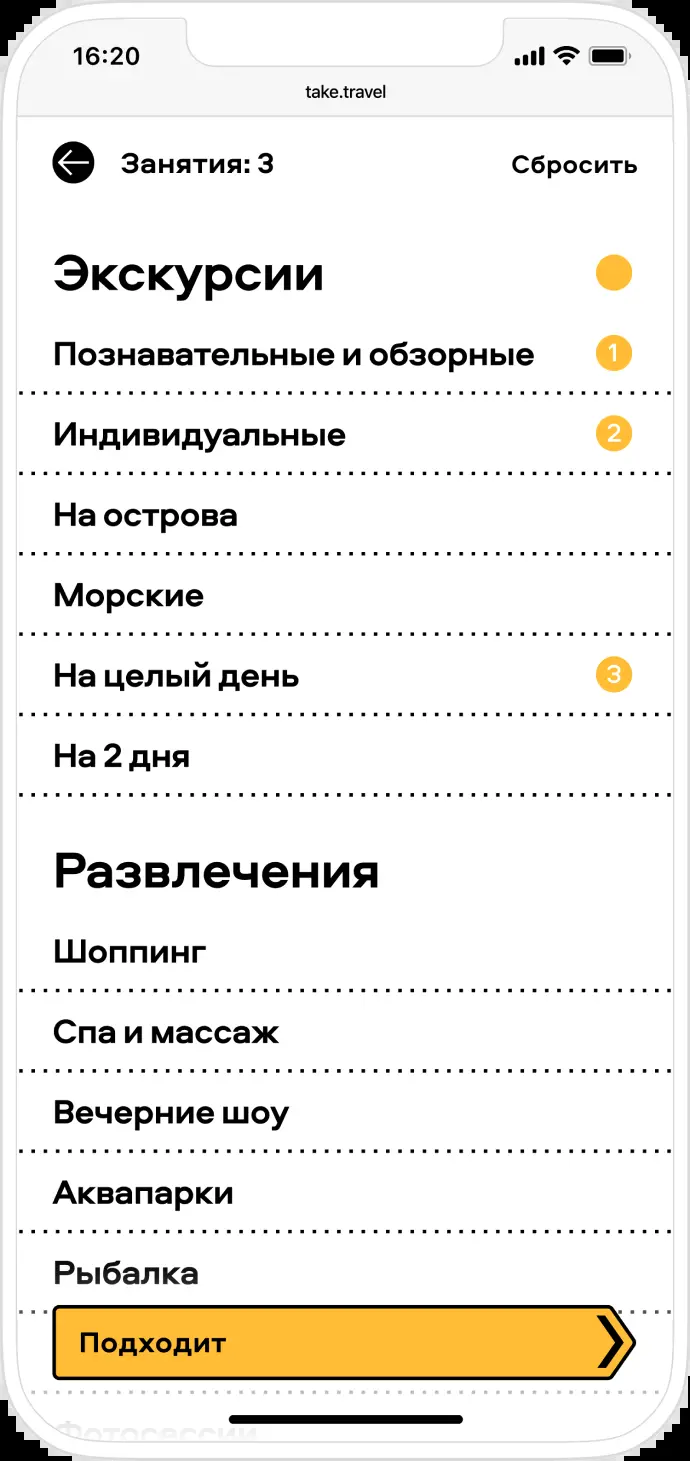 16:20
take.travel
Занятия: 3
Сбросить
Экскурсии
Познавательные и обзорные 1
Индивидуальные 2
На острова
Морские
На целый день 3
На 2 дня
Развлечения
Шоппинг
Спа и массаж
Вечерние шоу
Аквапарки
Рыбалка
Подходит
Фотосессии